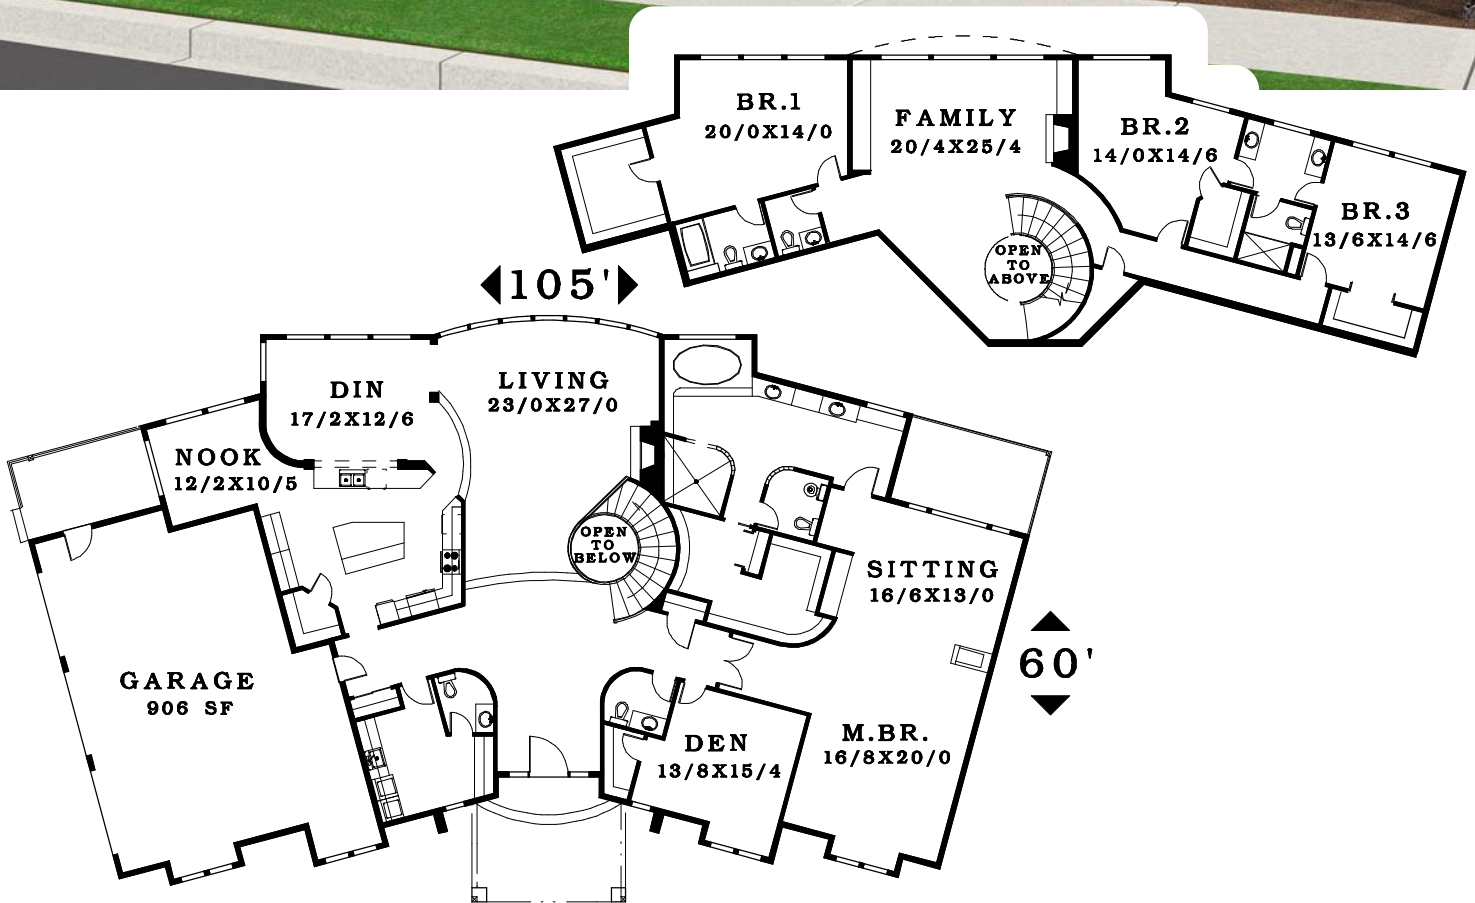 BR.1
20/0X14/0
FAMILY
20/4X25/4
BR.2
14/0X14/6
BR.3
13/6X14/6
OPEN
TO
ABOVE
105'
DIN
17/2X12/6
LIVING
23/0X27/0
NOOK
12/2X10/5
OPEN
TO
BELOW
SITTING
16/6X13/0
60'
GARAGE
906 SF
DEN
13/8X15/4
M.BR.
16/8X20/0